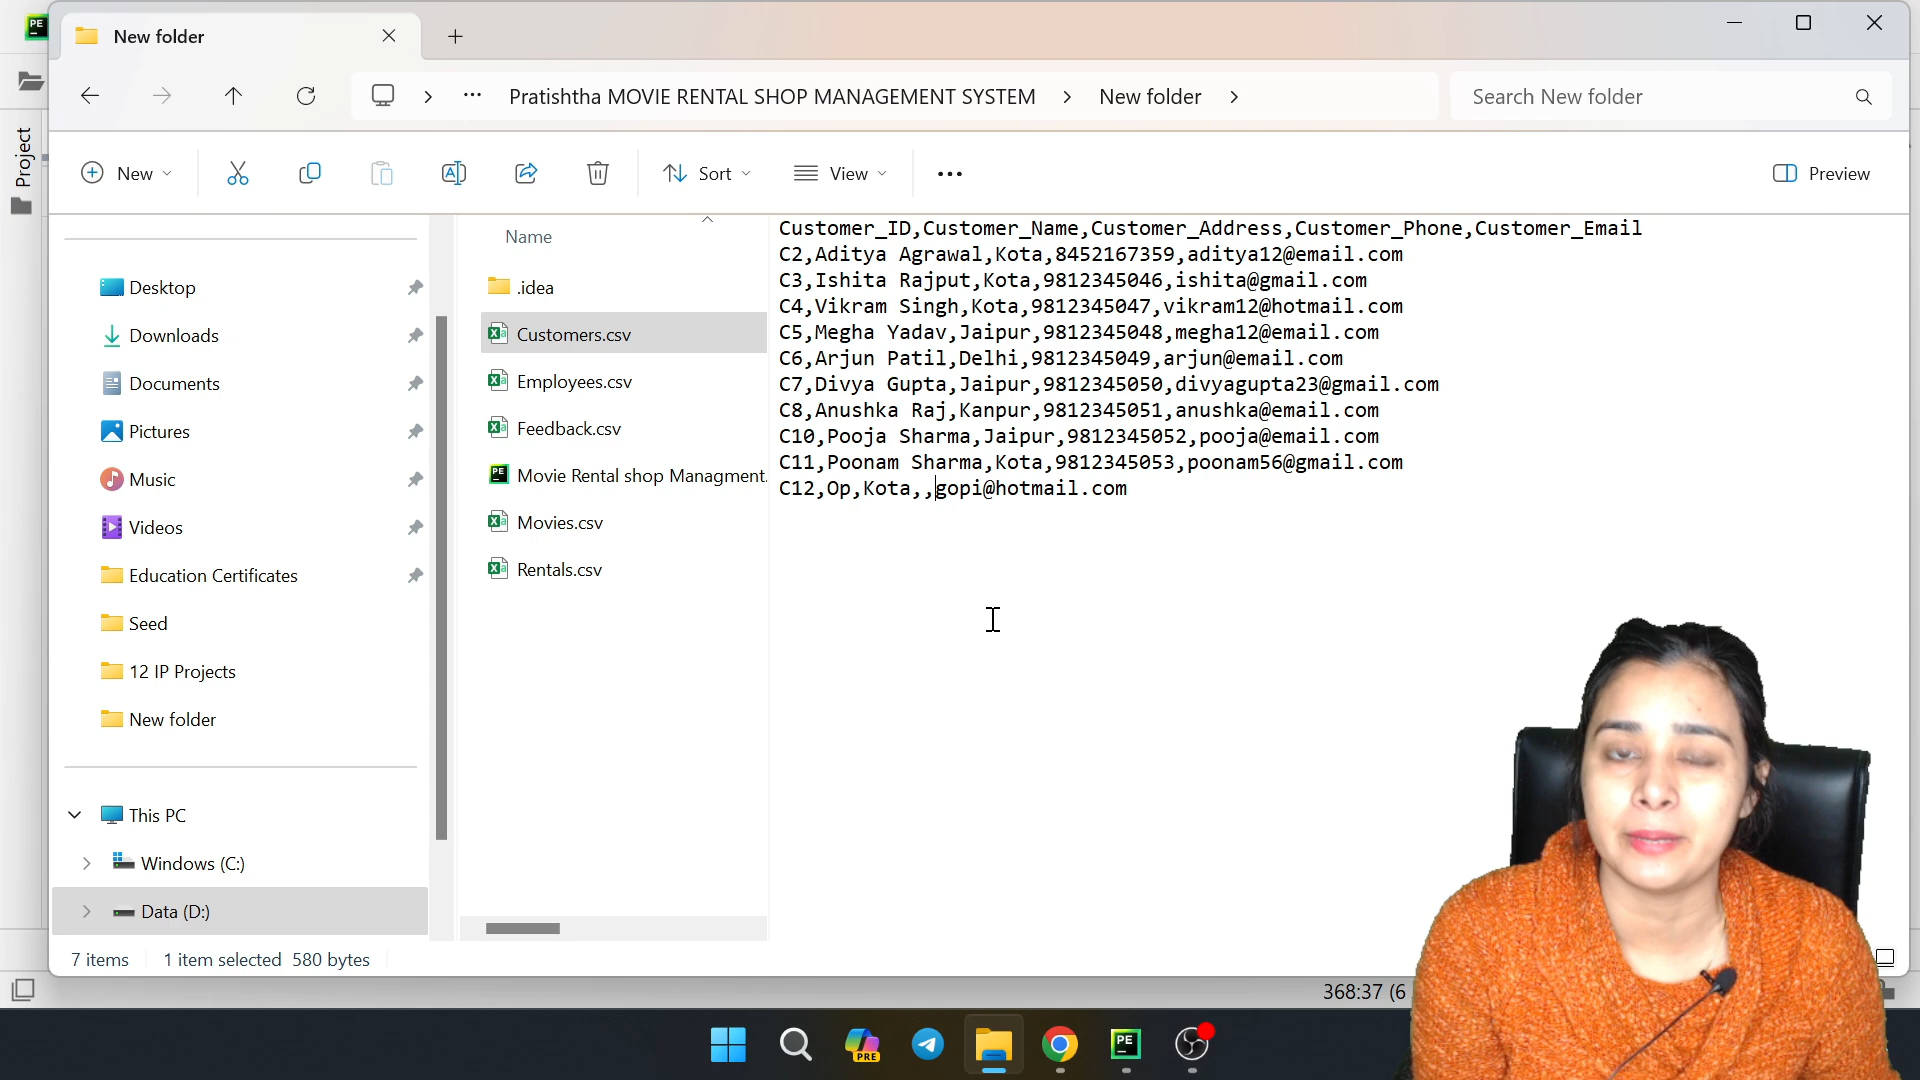 PE
New folder
Pratishtha MOVIE RENTAL SHOP MANAGEMENT SYSTEM
New folder
Search New folder
Project
New
Sort
View
Preview
Desktop
Downloads
Documents
Pictures
Music
Videos
Education Certificates
Seed
12 IP Projects
New folder
This PC
Windows (C:)
Data (D:)
Name
.idea
Customers.csv
Employees.csv
Feedback.csv
Movie Rental shop Managment.
Movies.csv
Rentals.csv
Customer_ID,Customer_Name,Customer_Address,Customer_Phone,Customer_Email
C2,Aditya Agrawal,Kota,8452167359,aditya12@email.com
C3,Ishita Rajput,Kota,9812345046,ishita@gmail.com
C4,Vikram Singh,Kota,9812345047,vikram12@hotmail.com
C5,Megha Yadav,Jaipur,9812345048,megha12@email.com
C6,Arjun Patil,Delhi,9812345049,arjun@email.com
C7,Divya Gupta,Jaipur,9812345050,divyagupta23@gmail.com
C8,Anushka Raj,Kanpur,9812345051,anushka@email.com
C10,Pooja Sharma,Jaipur,9812345052,pooja@email.com
C11,Poonam Sharma,Kota,9812345053,poonam56@gmail.com
C12,Op,Kota,,gopi@hotmail.com
7 items
1 item selected 580 bytes
368:37 (6
PRE
PE